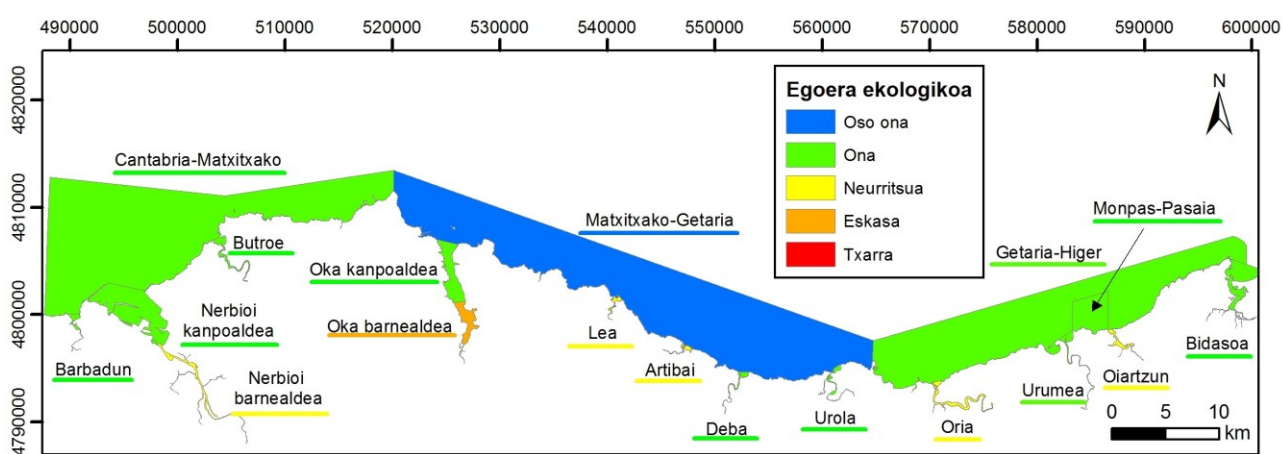 490000 500000 510000 520000 530000 540000 550000 560000 570000 580000 590000 600000
4820000
4810000
4800000
4790000
Egoera ekologikoa
Oso ona
Ona
Neurritsua
Eskasa
Txarra
N
Cantabria-Matxitxako
Butroe
Oka kanpoaldea
Nerbioi
kanpoaldea
Oka barnealdea
Barbadun
Nerbioi
barnealdea
Matxitxako-Getaria
Lea
Artibai
Deba
Urola
Monpas-Pasaia
Getaria-Higer
Bidasoa
Oiartzun
Urumea
Oria
0 5 10
km